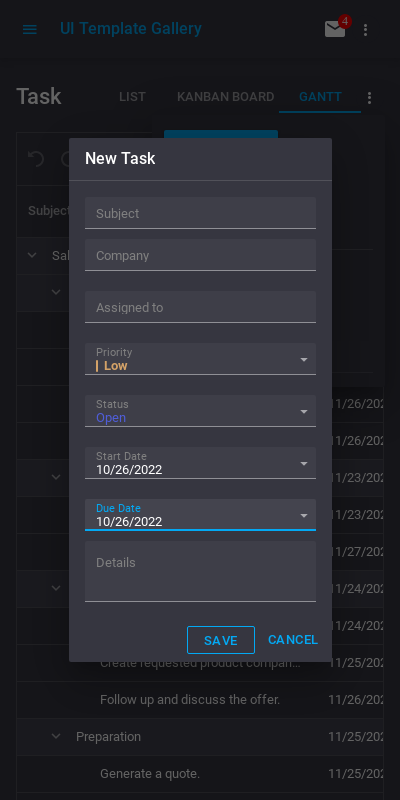 UI Template Gallery
4
Task
LIST
KANBAN BOARD
GANTT
New Task
Subject
Subject
Company
Sal
Assigned to
Priority
Low
11/26/202
Status
Open
11/26/202
Start Date
10/26/2022
11/23/202
Due Date
10/26/2022
11/23/202
11/27/202
Details
11/24/202
11/24/202
SAVE
CANCEL
Create requested product compan...
11/25/202
Follow up and discuss the offer.
11/26/202
Preparation
11/25/202
Generate a quote.
11/25/202